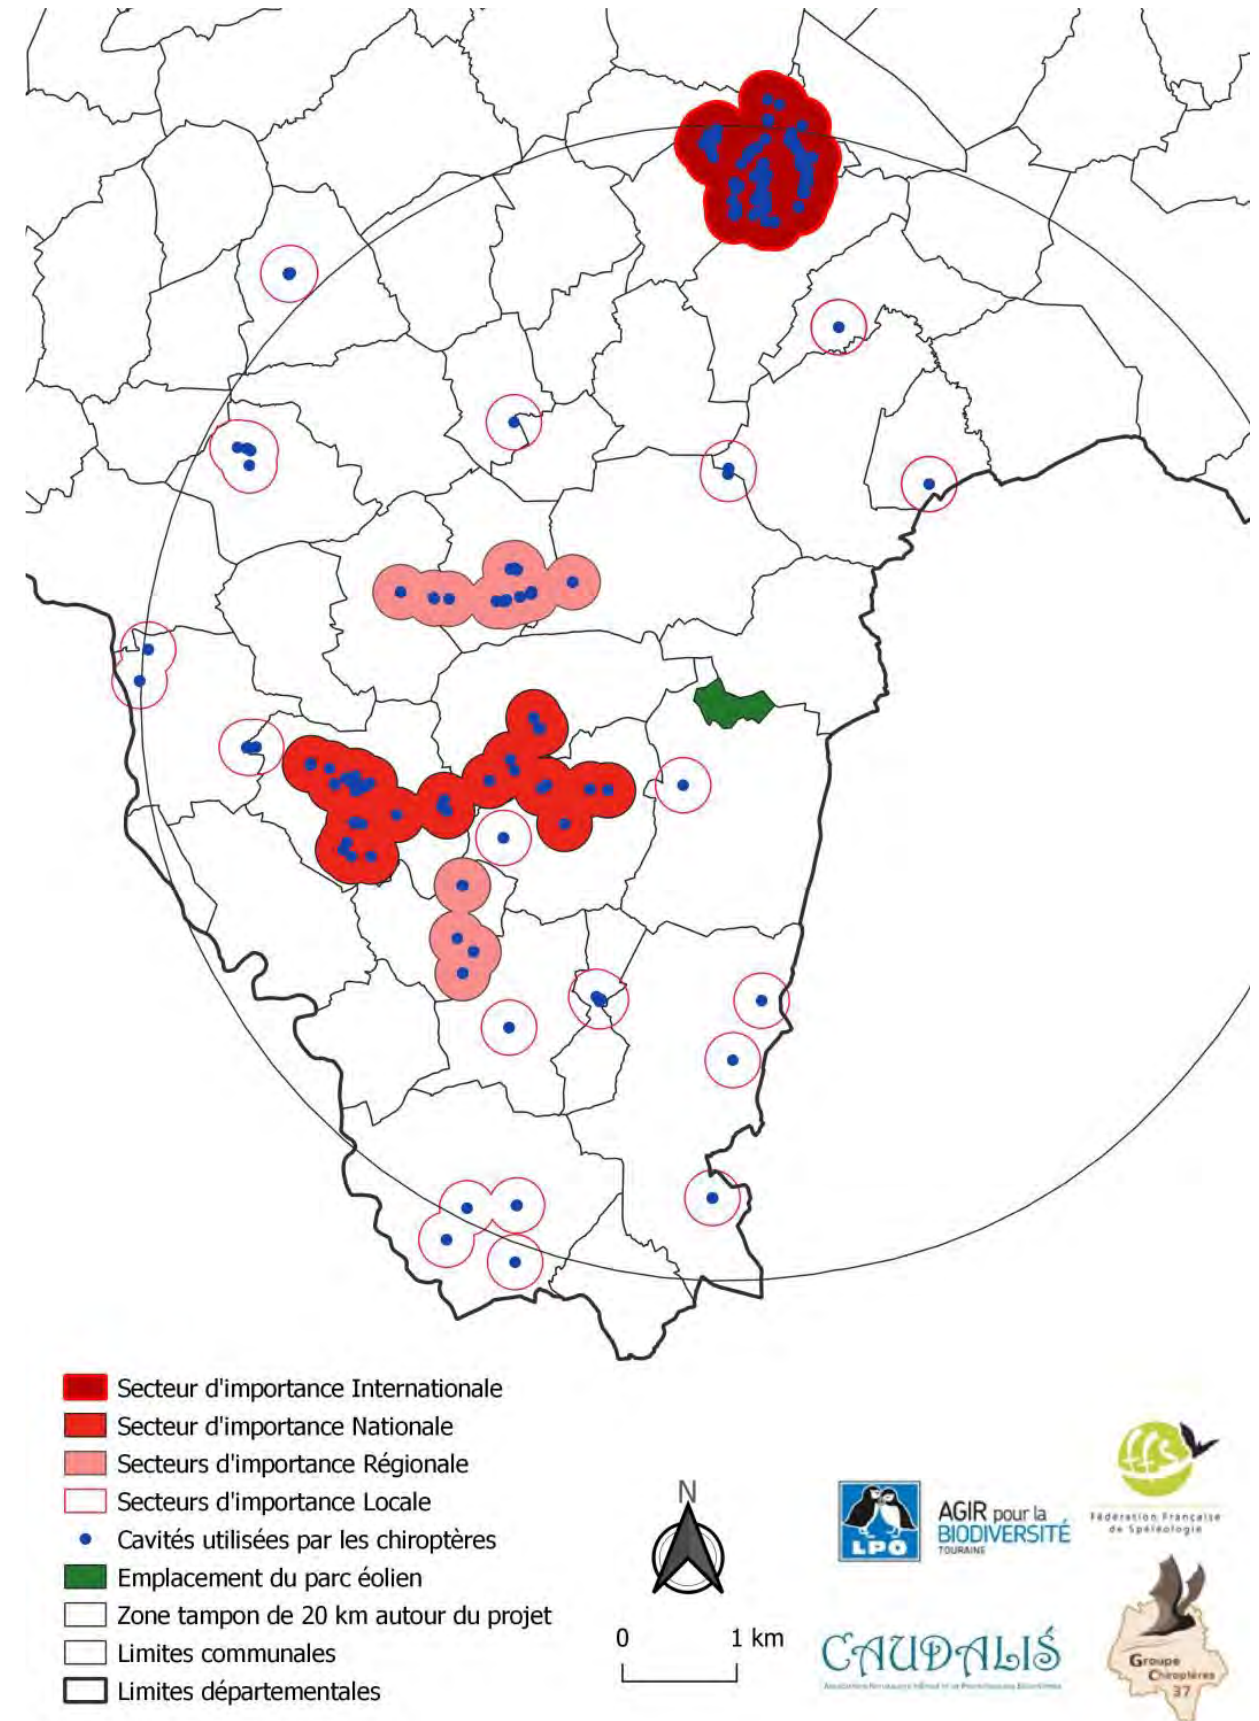 Secteur d'importance Internationale
Secteur d'importance Nationale
Secteurs d'importance Régionale
Secteurs d'importance Locale
Cavités utilisées par les chiroptères
Emplacement du parc éolien
Zone tampon de 20 km autour du projet
Limites communales
Limites départementales
N
0 1 km
LPO
AGIR pour la
BIODIVERSITÉ
TOURAINE
ffs
Fédération Française
de Spéléologie
CAUDALIS
Groupe
Chiroptères
37